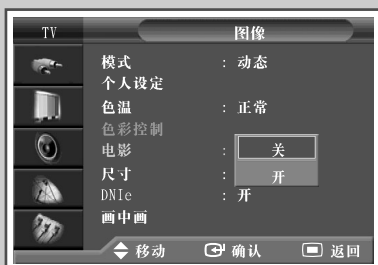 TV 图像
模式 : 动态
个人设定
色温 : 正常
色彩控制
电影 : 关
尺寸 : 开
DNIe : 开
画中画
移动 确认 返回